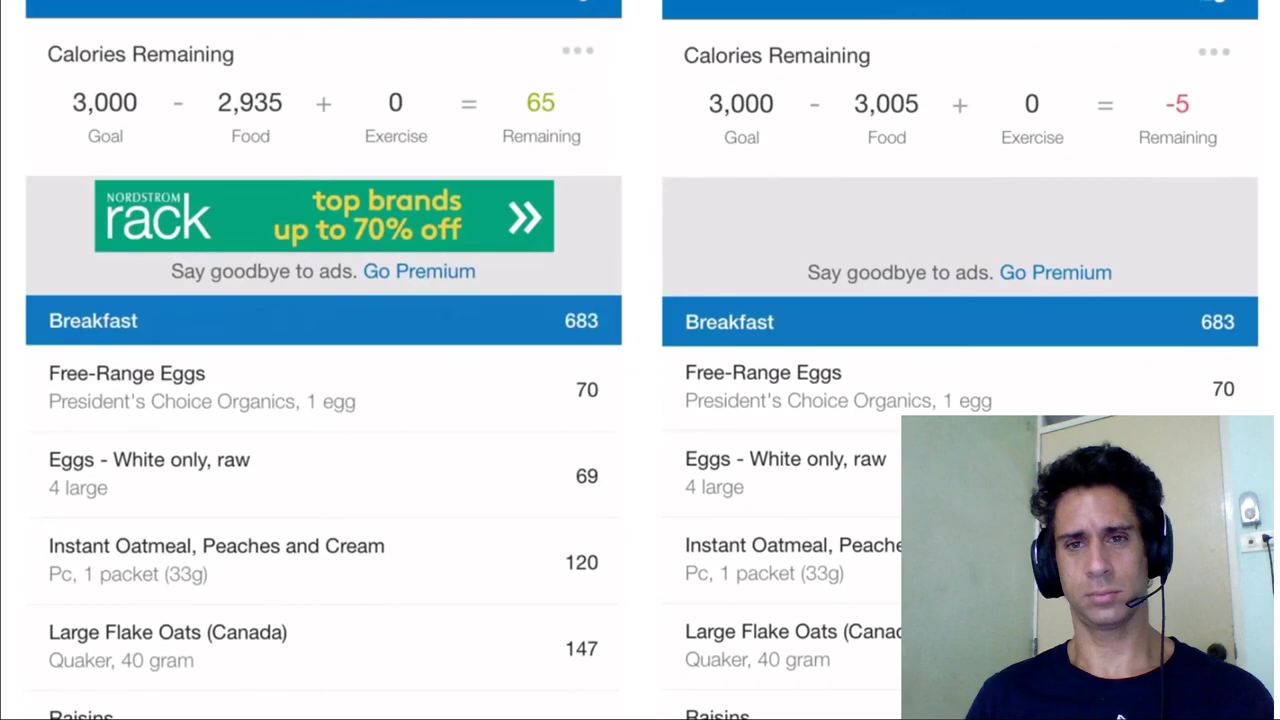 Calories Remaining
3,000 - 2,935 + 0 = 65
Goal Food Exercise Remaining
NORDSTROM
rack
top brands
up to 70% off
Say goodbye to ads. Go Premium
Breakfast 683
Free-Range Eggs
President's Choice Organics, 1 egg
70
Eggs - White only, raw
4 large
69
Instant Oatmeal, Peaches and Cream
Pc, 1 packet (33g)
120
Large Flake Oats (Canada)
Quaker, 40 gram
147
Raisins
Calories Remaining
3,000 - 3,005 + 0 = -5
Goal Food Exercise Remaining
Say goodbye to ads. Go Premium
Breakfast 683
Free-Range Eggs
President's Choice Organics, 1 egg
70
Eggs - White only, raw
4 large
Instant Oatmeal, Peache
Pc, 1 packet (33g)
Large Flake Oats (Canad
Quaker, 40 gram
Raisins